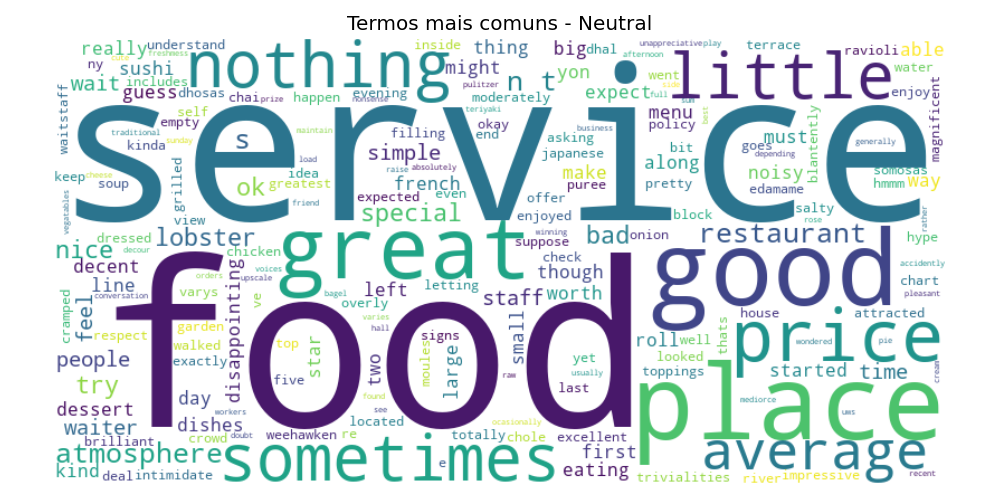 Termos mais comuns - Neutral
really understand nothing inside thing big dhal unappreciative play terrace ravioli able
freshness cute afternoon
ny sushi might yon went side water
wait includes guess dhosas chai prize happen evening moderately n t expect little enjoy
waitstaff self nonsense pulitzer teriyaki full sum best menu magnificent
empty maintain filling okay policy
traditional kinda s end asking business bit goes must generally
sunday simple japanese along depending blantently
load absolutely make noisy somosas
keep cheese idea raise french puree pretty edamame hmmm way
soup grilled ok greatest expected even offer salty
vegatables friend service
view special enjoyed block rose rather
dressed lobster winning bad onion restaurant hype
nice decour chicken great suppose
decent orders voices check though
conversation upscale letting chart accidently
line varys ve bagel left staff worth good pleasant
feel disappointing overly
cramped garden varies small house attracted
respect walked hall signs roll well thats wondered pie
people exactly top star two moules large yet looked price
try five found raw usually toppings started time cream
day food last place mediorce
dessert workers see ocasionally uws
waiter dishes located
brilliant crowd doubt weehawken re totally chole excellent average
atmosphere sometimes e first
kind deal intimidate eating trivialities river impressive recent